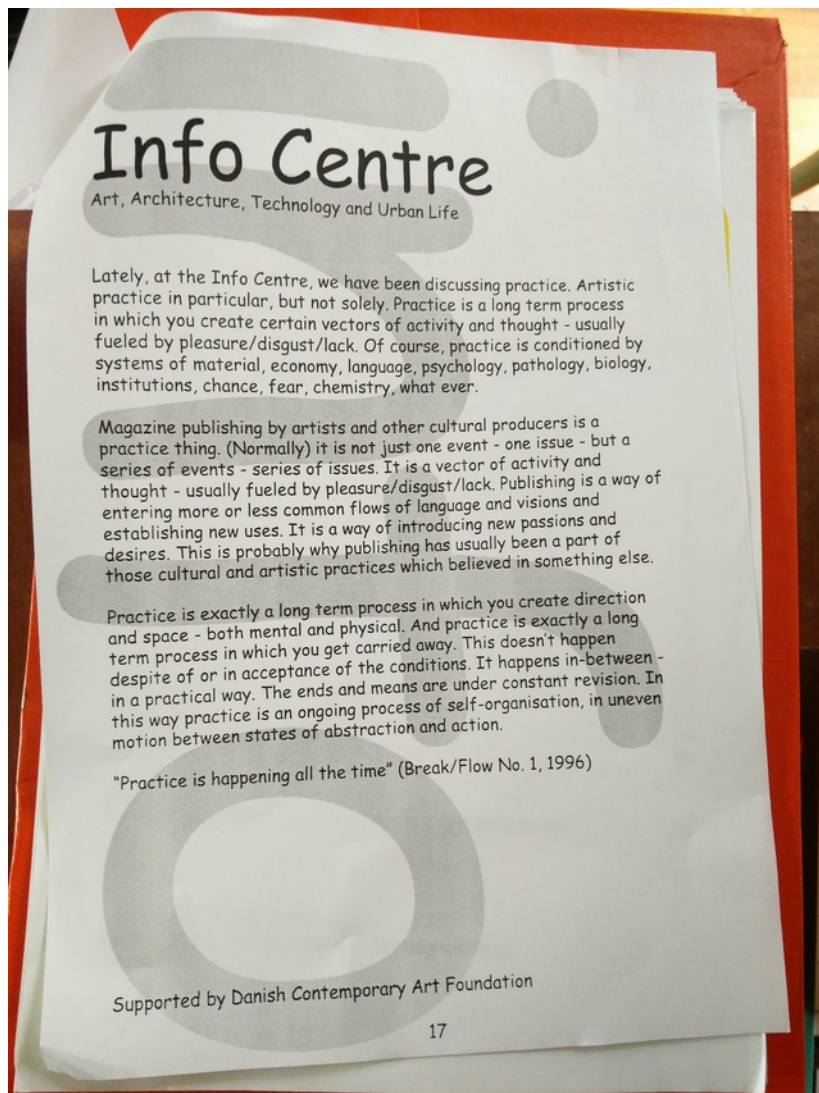 Info Centre
Art, Architecture, Technology and Urban Life
Lately, at the Info Centre, we have been discussing practice. Artistic
practice in particular, but not solely. Practice is a long term process
in which you create certain vectors of activity and thought - usually
fueled by pleasure/disgust/lack. Of course, practice is conditioned by
systems of material, economy, language, psychology, pathology, biology,
institutions, chance, fear, chemistry, what ever.
Magazine publishing by artists and other cultural producers is a
practice thing. (Normally) it is not just one event - one issue - but a
series of events - series of issues. It is a vector of activity and
thought - usually fueled by pleasure/disgust/lack. Publishing is a way of
entering more or less common flows of language and visions and
establishing new uses. It is a way of introducing new passions and
desires. This is probably why publishing has usually been a part of
those cultural and artistic practices which believed in something else.
Practice is exactly a long term process in which you create direction
and space - both mental and physical. And practice is exactly a long
term process in which you get carried away. This doesn't happen
despite of or in acceptance of the conditions. It happens in-between -
in a practical way. The ends and means are under constant revision. In
this way practice is an ongoing process of self-organisation, in uneven
motion between states of abstraction and action.
"Practice is happening all the time" (Break/Flow No. 1, 1996)
Supported by Danish Contemporary Art Foundation
17